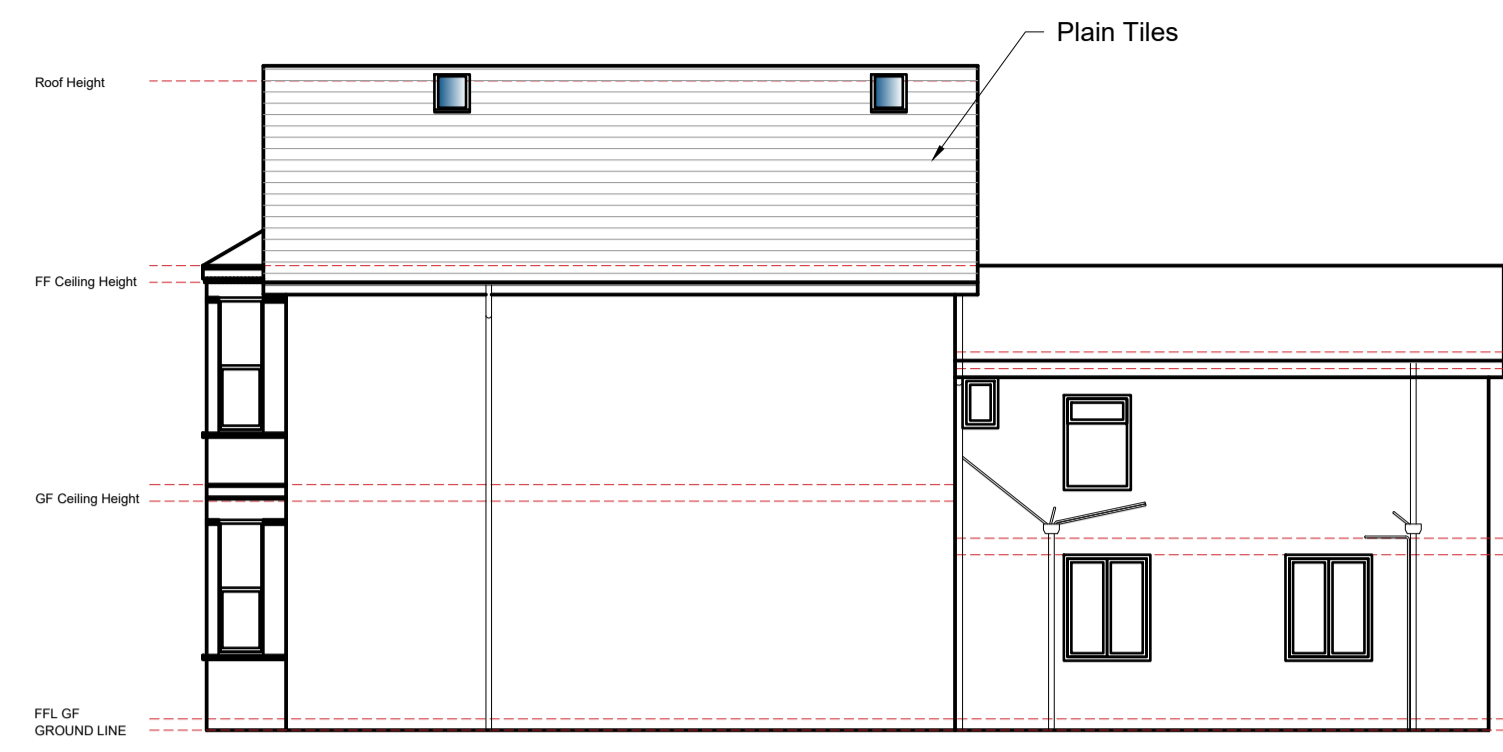 Plain Tiles
Roof Height
FF Ceiling Height
GF Ceiling Height
FFL GF
GROUND LINE